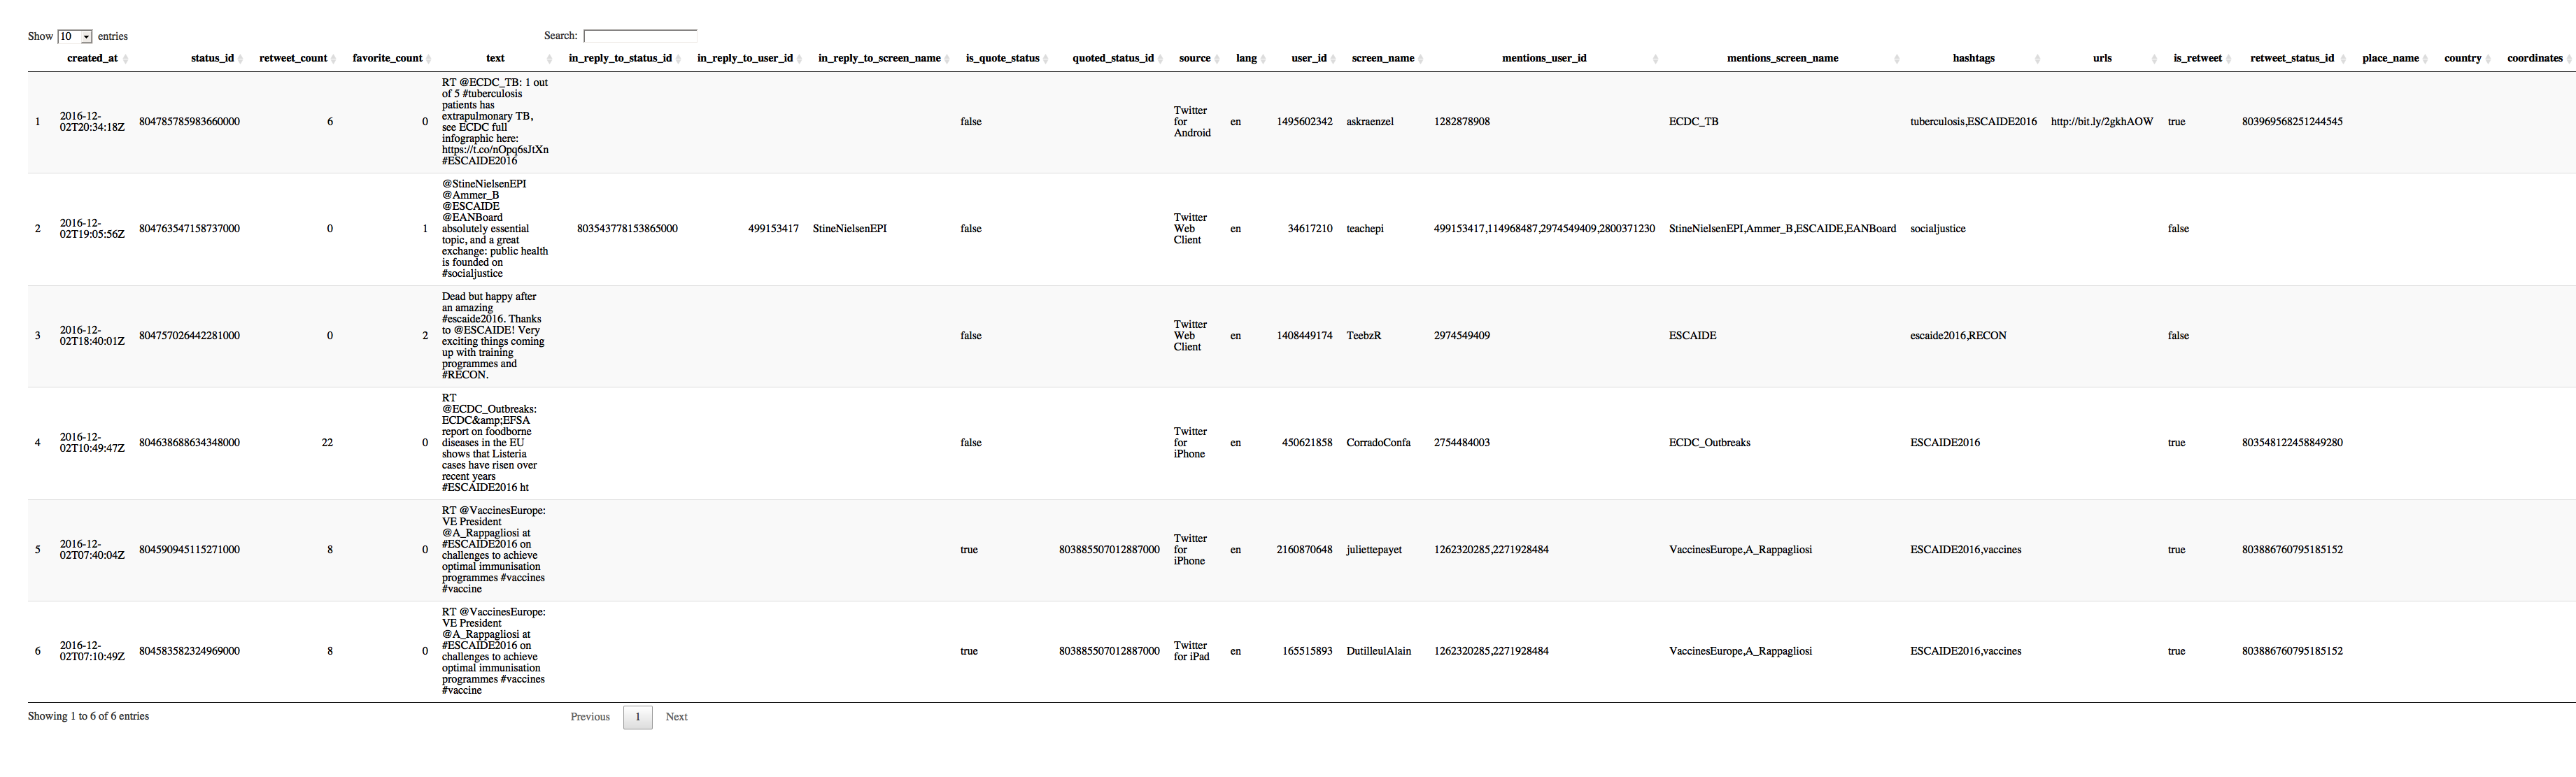 Show 10 entries Search:
created_at status_id retweet_count favorite_count text in_reply_to_status_id in_reply_to_user_id in_reply_to_screen_name is_quote_status quoted_status_id source lang user_id screen_name mentions_user_id mentions_screen_name hashtags urls is_retweet retweet_status_id place_name country coordinates
1
2016-12-
02T20:34:18Z
804785785983660000
6
0
RT @ECDC_TB: 1 out
of 5 #tuberculosis
patients has
extrapulmonary TB,
see ECDC full
infographic here:
https://t.co/nOpq6sJtXn
#ESCAIDE2016
false
Twitter
for
Android
en
1495602342
askraenzel
1282878908
ECDC_TB
tuberculosis,ESCAIDE2016
http://bit.ly/2gkhAOW
true
803969568251244545
2
2016-12-
02T19:05:56Z
804763547158737000
0
1
@StineNielsenEPI
@Ammer_B
@ESCAIDE
@EANBoard
absolutely essential
topic, and a great
exchange: public health
is founded on
#socialjustice
803543778153865000
499153417
StineNielsenEPI
false
Twitter
Web
Client
en
34617210
teachepi
499153417,114968487,2974549409,2800371230
StineNielsenEPI,Ammer_B,ESCAIDE,EANBoard
socialjustice
false
3
2016-12-
02T18:40:01Z
804757026442281000
0
2
Dead but happy after
an amazing
#escaide2016. Thanks
to @ESCAIDE! Very
exciting things coming
up with training
programmes and
#RECON.
false
Twitter
Web
Client
en
1408449174
TeebzR
2974549409
ESCAIDE
escaide2016,RECON
false
4
2016-12-
02T10:49:47Z
804638688634348000
22
0
RT
@ECDC_Outbreaks:
ECDC&amp;EFSA
report on foodborne
diseases in the EU
shows that Listeria
cases have risen over
recent years
#ESCAIDE2016 ht
false
Twitter
for
iPhone
en
450621858
CorradoConfa
2754484003
ECDC_Outbreaks
ESCAIDE2016
true
803548122458849280
5
2016-12-
02T07:40:04Z
804590945115271000
8
0
RT @VaccinesEurope:
VE President
@A_Rappagliosi at
#ESCAIDE2016 on
challenges to achieve
optimal immunisation
programmes #vaccines
#vaccine
true
803885507012887000
Twitter
for
iPhone
en
2160870648
juliettepayet
1262320285,2271928484
VaccinesEurope,A_Rappagliosi
ESCAIDE2016,vaccines
true
803886760795185152
6
2016-12-
02T07:10:49Z
804583582324969000
8
0
RT @VaccinesEurope:
VE President
@A_Rappagliosi at
#ESCAIDE2016 on
challenges to achieve
optimal immunisation
programmes #vaccines
#vaccine
true
803885507012887000
Twitter
for iPad
en
165515893
DutilleulAlain
1262320285,2271928484
VaccinesEurope,A_Rappagliosi
ESCAIDE2016,vaccines
true
803886760795185152
Showing 1 to 6 of 6 entries Previous 1 Next